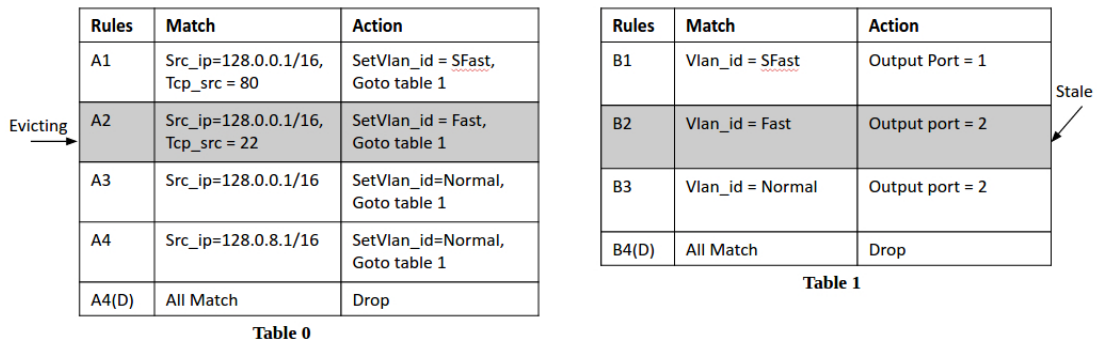 Rules Match Action
A1 Src_ip=128.0.0.1/16, SetVlan_id = SFast,
Tcp_src = 80 Goto table 1
Evicting A2 Src_ip=128.0.0.1/16, SetVlan_id = Fast,
Tcp_src = 22 Goto table 1
A3 Src_ip=128.0.0.1/16 SetVlan_id=Normal,
Goto table 1
A4 Src_ip=128.0.8.1/16 SetVlan_id=Normal,
Goto table 1
A4(D) All Match Drop
Table 0
Rules Match Action
B1 Vlan_id = SFast Output Port = 1
Stale
B2 Vlan_id = Fast Output port = 2
B3 Vlan_id = Normal Output port = 2
B4(D) All Match Drop
Table 1